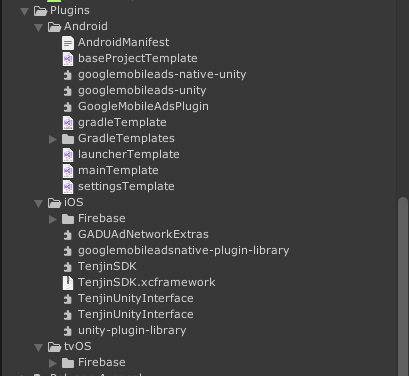 Plugins
Android
AndroidManifest
baseProjectTemplate
googlemobileads-native-unity
googlemobileads-unity
GoogleMobileAdsPlugin
gradleTemplate
GradleTemplates
launcherTemplate
mainTemplate
settingsTemplate
iOS
Firebase
GADUAdNetworkExtras
googlemobileadsnative-plugin-library
TenjinSDK
TenjinSDK.xcframework
TenjinUnityInterface
TenjinUnityInterface
unity-plugin-library
tvOS
Firebase